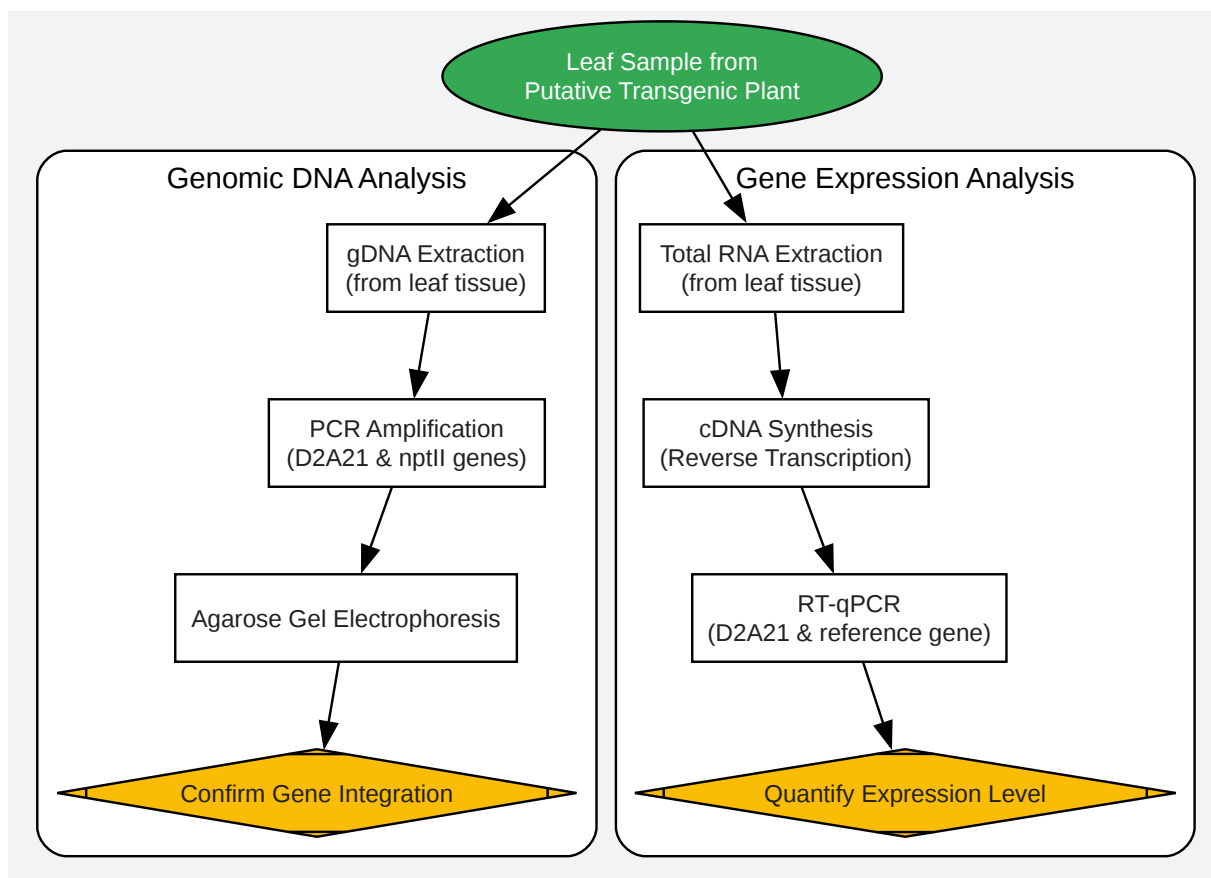 Leaf Sample from
Putative Transgenic Plant
Genomic DNA Analysis
gDNA Extraction
(from leaf tissue)
PCR Amplification
(D2A21 & nptII genes)
Agarose Gel Electrophoresis
Confirm Gene Integration
Gene Expression Analysis
Total RNA Extraction
(from leaf tissue)
cDNA Synthesis
(Reverse Transcription)
RT-qPCR
(D2A21 & reference gene)
Quantify Expression Level